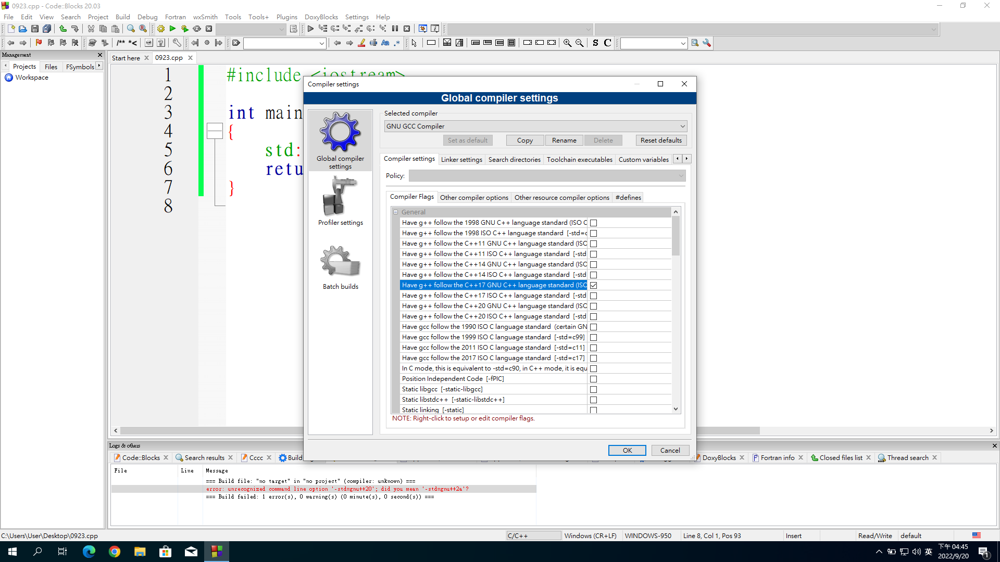 0923.cpp - Code::Blocks 20.03
File Edit View Search Project Build Debug Fortran wxSmith Tools Tools+ Plugins DoxyBlocks Settings Help
/** *<
Aa .*
S C
Management
Projects Files FSymbols
Workspace
Start here 0923.cpp
1 #include <iostream>
2
3 int main
4 {
5 std:
6 retu
7 }
8
Compiler settings
Global compiler settings
Global compiler settings
Profiler settings
Batch builds
Selected compiler
GNU GCC Compiler
Set as default Copy Rename Delete Reset defaults
Compiler settings Linker settings Search directories Toolchain executables Custom variables
Policy:
Compiler Flags Other compiler options Other resource compiler options #defines
General
Have g++ follow the 1998 GNU C++ language standard (ISO C
Have g++ follow the 1998 ISO C++ language standard [-std=c
Have g++ follow the C++11 GNU C++ language standard (ISO
Have g++ follow the C++11 ISO C++ language standard [-std
Have g++ follow the C++14 GNU C++ language standard (ISO
Have g++ follow the C++14 ISO C++ language standard [-std
Have g++ follow the C++17 GNU C++ language standard (ISO
Have g++ follow the C++17 ISO C++ language standard [-std
Have g++ follow the C++20 GNU C++ language standard (ISO
Have g++ follow the C++20 ISO C++ language standard [-std
Have gcc follow the 1990 ISO C language standard (certain GN
Have gcc follow the 1999 ISO C language standard [-std=c99]
Have gcc follow the 2011 ISO C language standard [-std=c11]
Have gcc follow the 2017 ISO C language standard [-std=c17]
In C mode, this is equivalent to -std=c90, in C++ mode, it is equ
Position Independent Code [-fPIC]
Static libgcc [-static-libgcc]
Static libstdc++ [-static-libstdc++]
Static linking [-static]
NOTE: Right-click to setup or edit compiler flags.
OK Cancel
Logs & others
Code::Blocks Search results Cccc Build DoxyBlocks Fortran info Closed files list Thread search
File Line Message
=== Build file: "no target" in "no project" (compiler: unknown) ===
error: unrecognized command line option '-std=gnu++20'; did you mean '-std=gnu++2a'?
=== Build failed: 1 error(s), 0 warning(s) (0 minute(s), 0 second(s)) ===
C:\Users\User\Desktop\0923.cpp C/C++ Windows (CR+LF) WINDOWS-950 Line 8, Col 1, Pos 93 Insert Read/Write default
英 下午 04:45
2022/9/20
1